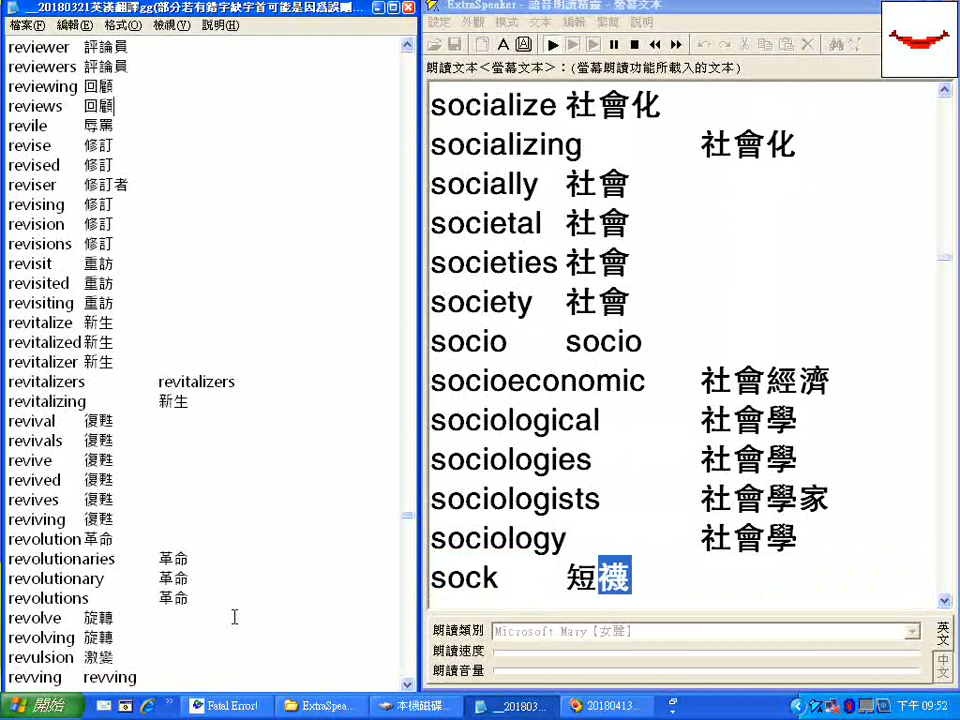 __20180321英漢翻譯gg(部分若有錯字缺字首可能是因爲誤刪...
檔案(F) 編輯(E) 格式(O) 檢視(V) 說明(H)
reviewer 評論員
reviewers 評論員
reviewing 回顧
reviews 回顧
revile 辱罵
revise 修訂
revised 修訂
reviser 修訂者
revising 修訂
revision 修訂
revisions 修訂
revisit 重訪
revisited 重訪
revisiting 重訪
revitalize 新生
revitalized 新生
revitalizer 新生
revitalizers revitalizers
revitalizing 新生
revival 復甦
revivals 復甦
revive 復甦
revived 復甦
revives 復甦
reviving 復甦
revolution 革命
revolutionaries 革命
revolutionary 革命
revolutions 革命
revolve 旋轉
revolving 旋轉
revulsion 激變
revving revving
ExtraSpeaker - 語音朗讀精靈 - 螢幕文本
設定 外觀 模式 文本 編輯 繁簡 說明
朗讀文本<螢幕文本>：(螢幕朗讀功能所載入的文本)
socialize 社會化
socializing 社會化
socially 社會
societal 社會
societies 社會
society 社會
socio socio
socioeconomic 社會經濟
sociological 社會學
sociologies 社會學
sociologists 社會學家
sociology 社會學
sock 短襪
朗讀類別 Microsoft Mary【女聲】
朗讀速度
朗讀音量
英文
中文
開始 Fatal Error! ExtraSpea... 本機磁碟... __201803... 20180413... 下午 09:52